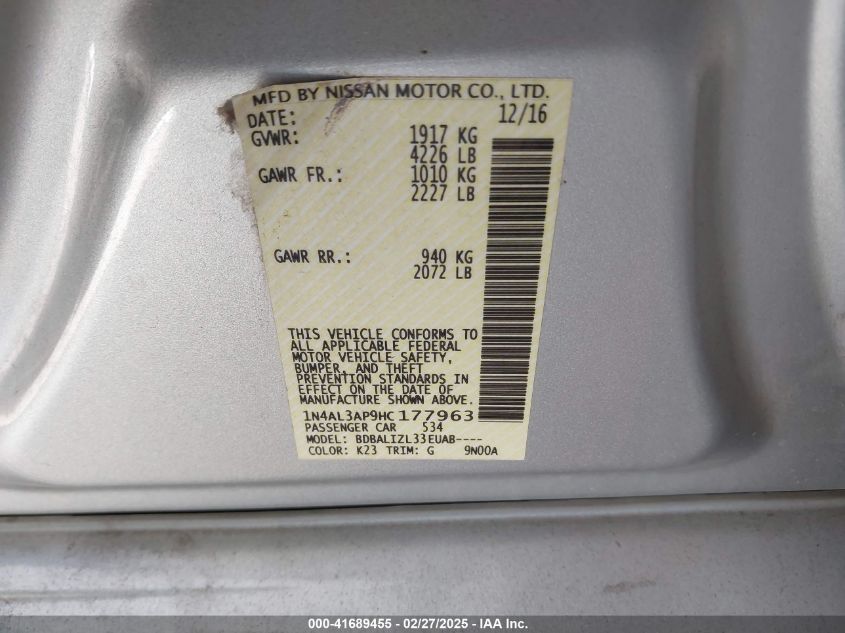 MFD BY NISSAN MOTOR CO., LTD.
DATE: 12/16
GVWR: 1917 KG
4226 LB
GAWR FR.: 1010 KG
2227 LB
GAWR RR.: 940 KG
2072 LB
THIS VEHICLE CONFORMS TO
ALL APPLICABLE FEDERAL
MOTOR VEHICLE SAFETY,
BUMPER, AND THEFT
PREVENTION STANDARDS IN
EFFECT ON THE DATE OF
MANUFACTURE SHOWN ABOVE.
1N4AL3AP9HC177963
PASSENGER CAR 534
MODEL: BDBALIZL33EUAB----
COLOR: K23 TRIM: G 9N00A
000-41689455 - 02/27/2025 - IAA Inc.